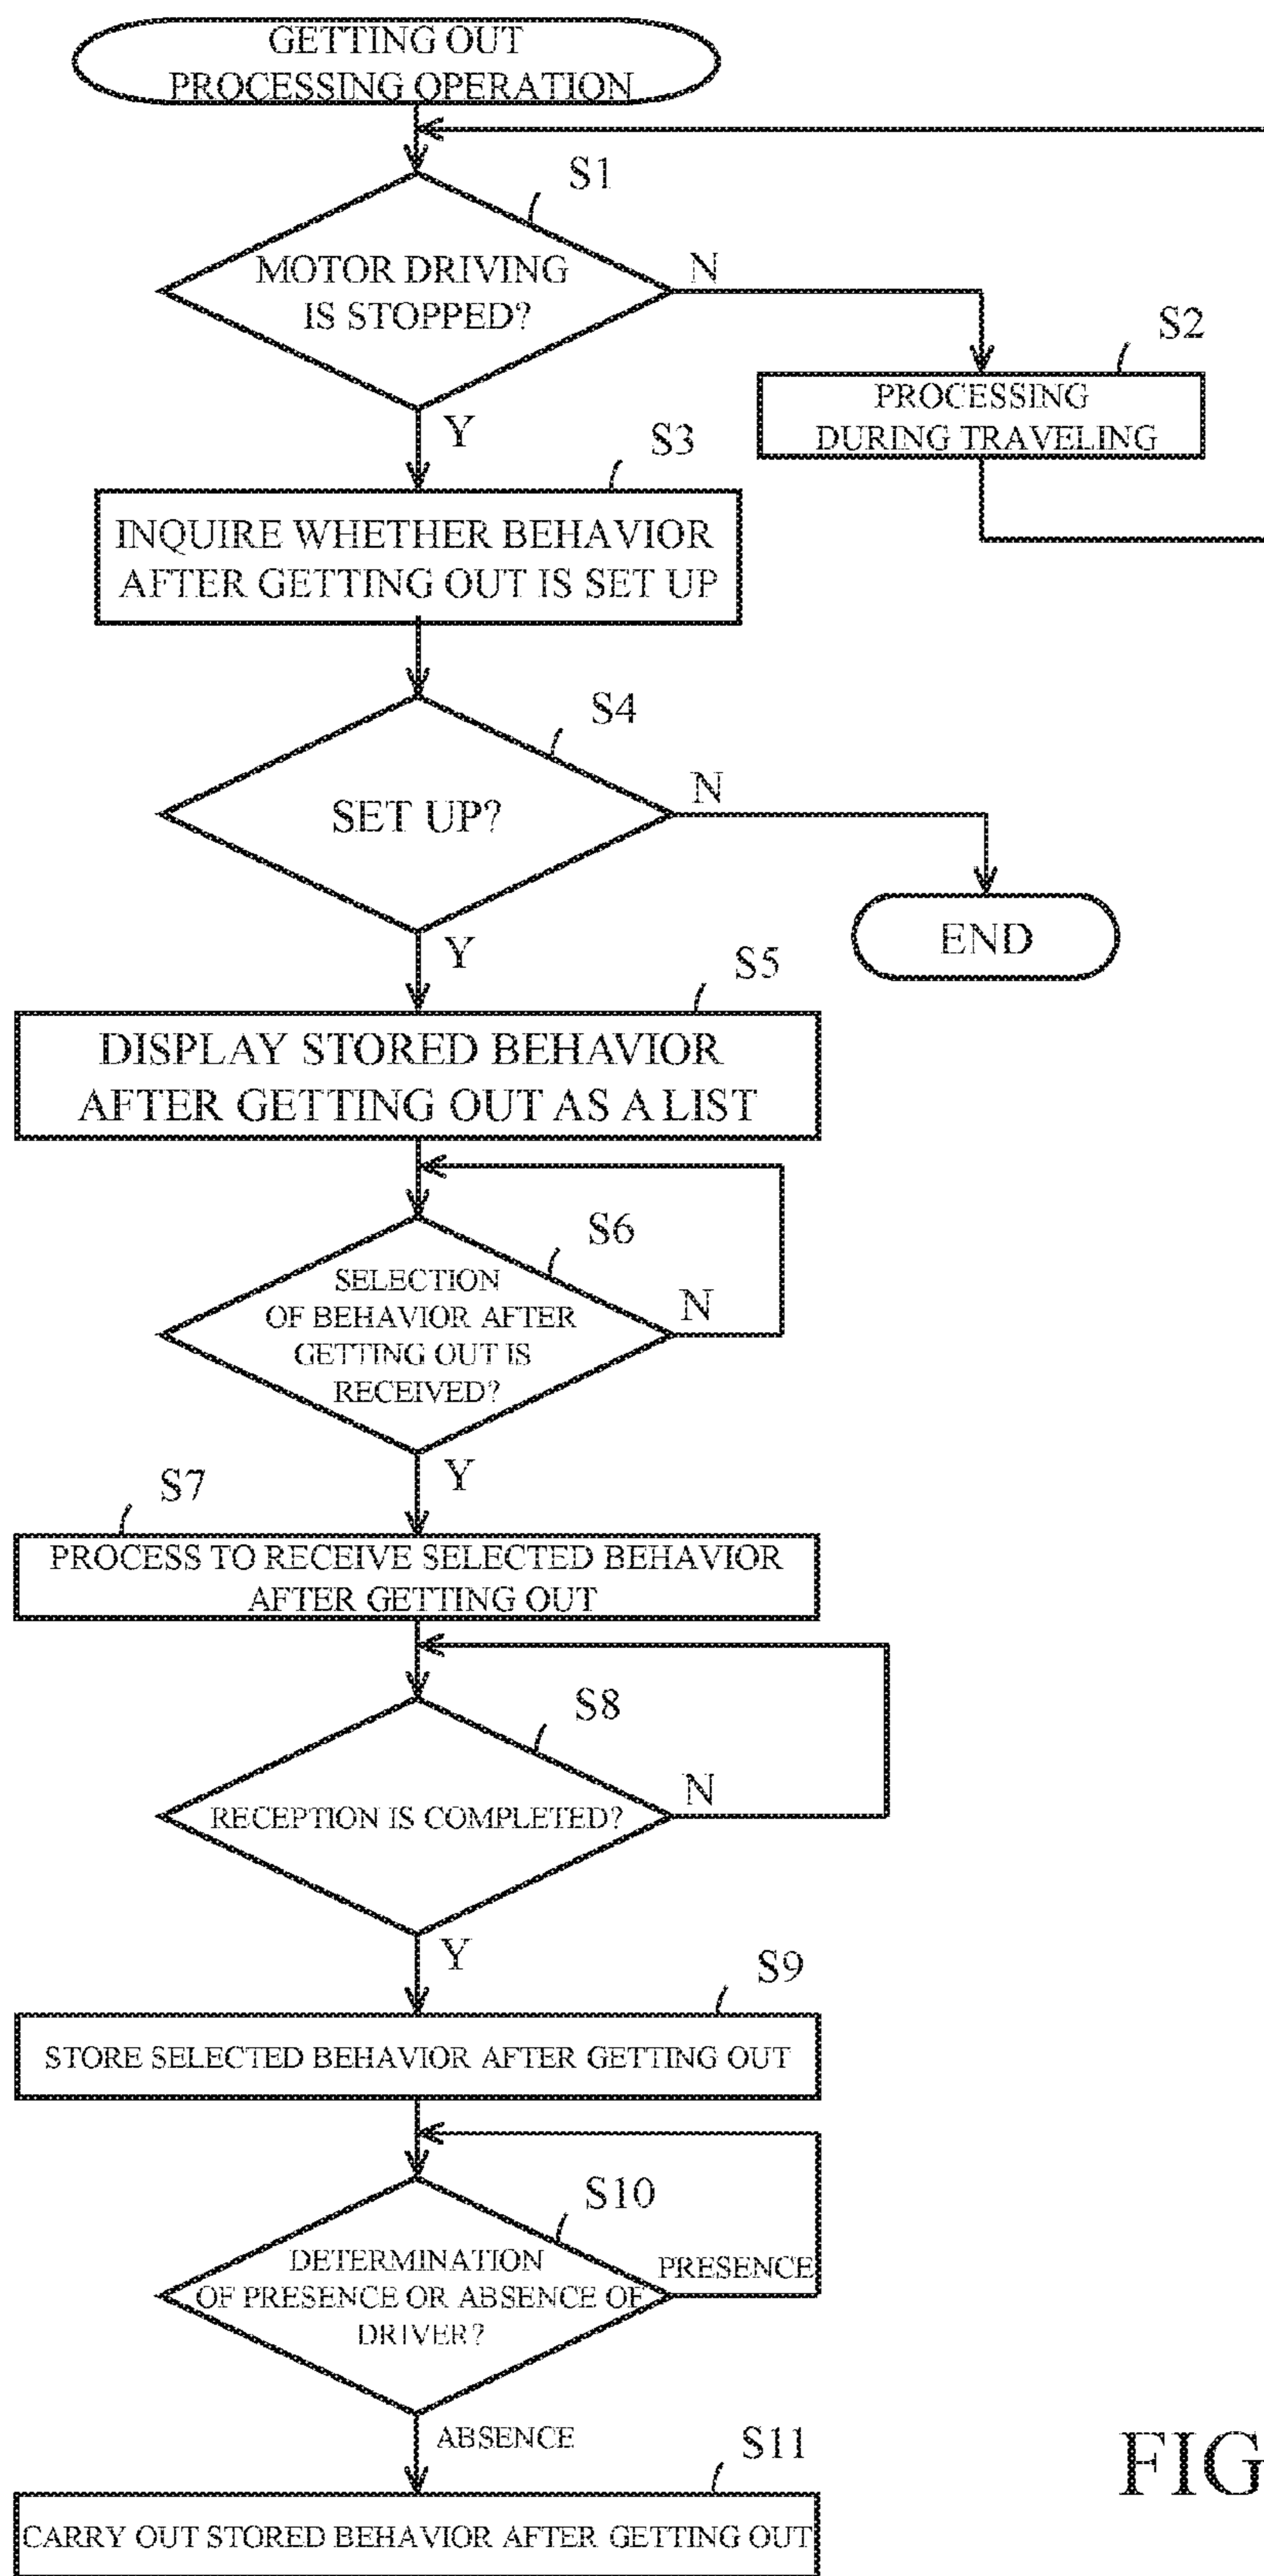 GETTING OUT
PROCESSING OPERATION
S1
MOTOR DRIVING
IS STOPPED?
N
S2
PROCESSING
DURING TRAVELING
Y
S3
INQUIRE WHETHER BEHAVIOR
AFTER GETTING OUT IS SET UP
S4
SET UP?
N
END
Y
S5
DISPLAY STORED BEHAVIOR
AFTER GETTING OUT AS A LIST
S6
SELECTION
OF BEHAVIOR AFTER
GETTING OUT IS
RECEIVED?
N
Y
S7
PROCESS TO RECEIVE SELECTED BEHAVIOR
AFTER GETTING OUT
S8
RECEPTION IS COMPLETED?
N
Y
S9
STORE SELECTED BEHAVIOR AFTER GETTING OUT
S10
DETERMINATION
OF PRESENCE OR ABSENCE OF
DRIVER?
PRESENCE
ABSENCE
S11
CARRY OUT STORED BEHAVIOR AFTER GETTING OUT
FIG